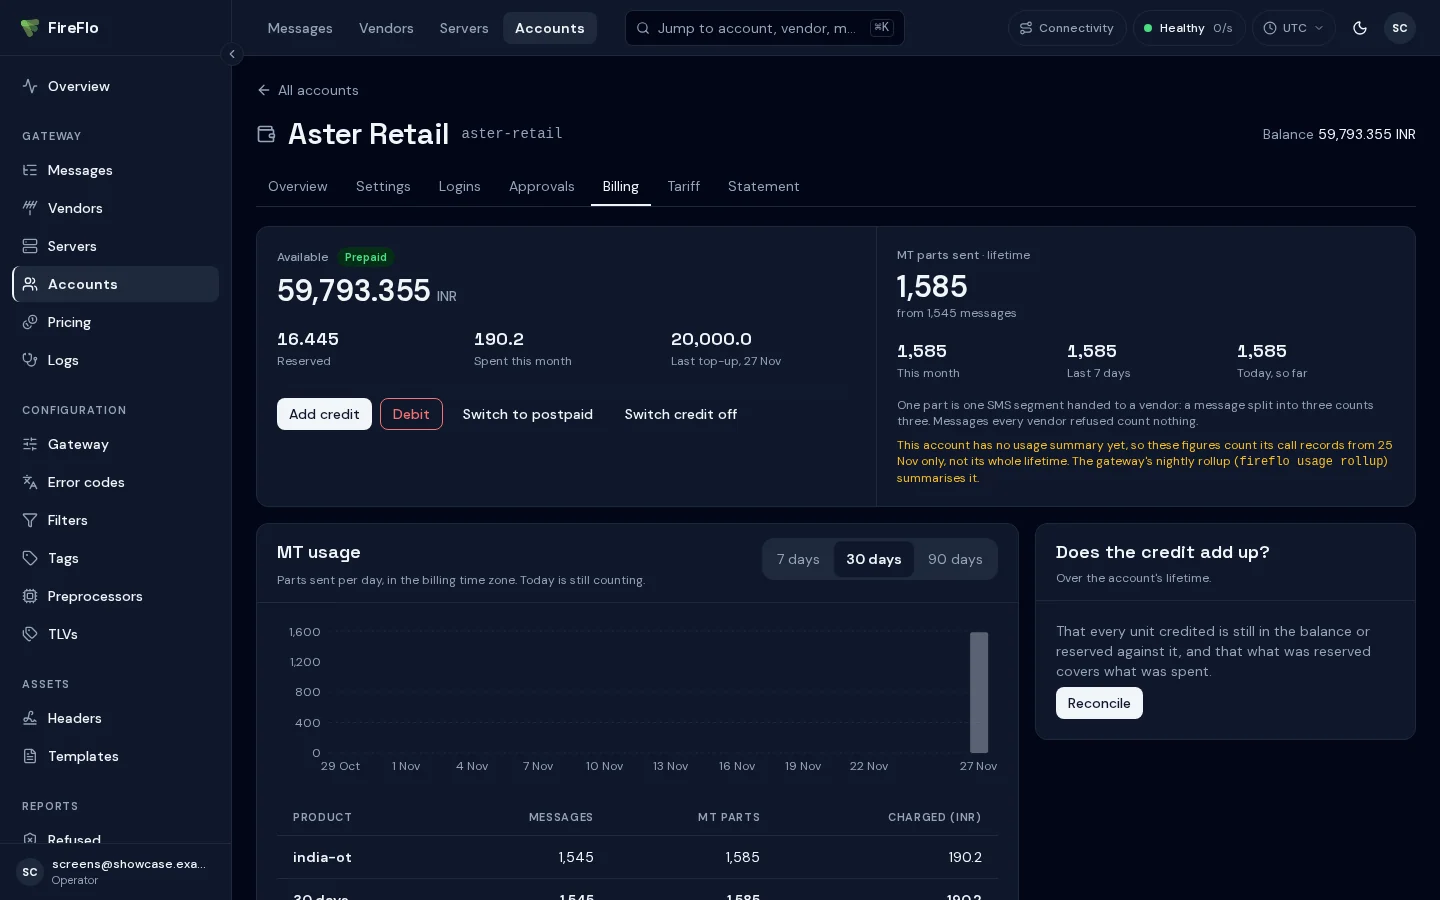 FireFlo
Messages
Vendors
Servers
Accounts
Jump to account, vendor, m...
⌘K
Connectivity
Healthy 0/s
UTC
SC
Overview
GATEWAY
Messages
Vendors
Servers
Accounts
Pricing
Logs
CONFIGURATION
Gateway
Error codes
Filters
Tags
Preprocessors
TLVs
ASSETS
Headers
Templates
REPORTS
Refused
SC
screens@showcase.exa...
Operator
All accounts
Aster Retail aster-retail
Balance 59,793.355 INR
Overview
Settings
Logins
Approvals
Billing
Tariff
Statement
Available Prepaid
59,793.355 INR
16.445
Reserved
190.2
Spent this month
20,000.0
Last top-up, 27 Nov
Add credit
Debit
Switch to postpaid
Switch credit off
MT parts sent · lifetime
1,585
from 1,545 messages
1,585
This month
1,585
Last 7 days
1,585
Today, so far
One part is one SMS segment handed to a vendor: a message split into three counts
three. Messages every vendor refused count nothing.
This account has no usage summary yet, so these figures count its call records from 25
Nov only, not its whole lifetime. The gateway's nightly rollup (fireflo usage rollup)
summarises it.
MT usage
Parts sent per day, in the billing time zone. Today is still counting.
7 days
30 days
90 days
1,600
1,200
800
400
0
29 Oct
1 Nov
4 Nov
7 Nov
10 Nov
13 Nov
16 Nov
19 Nov
22 Nov
27 Nov
PRODUCT MESSAGES MT PARTS CHARGED (INR)
india-ot 1,545 1,585 190.2
30 days 1,545 1,585 190.2
Does the credit add up?
Over the account's lifetime.
That every unit credited is still in the balance or
reserved against it, and that what was reserved
covers what was spent.
Reconcile